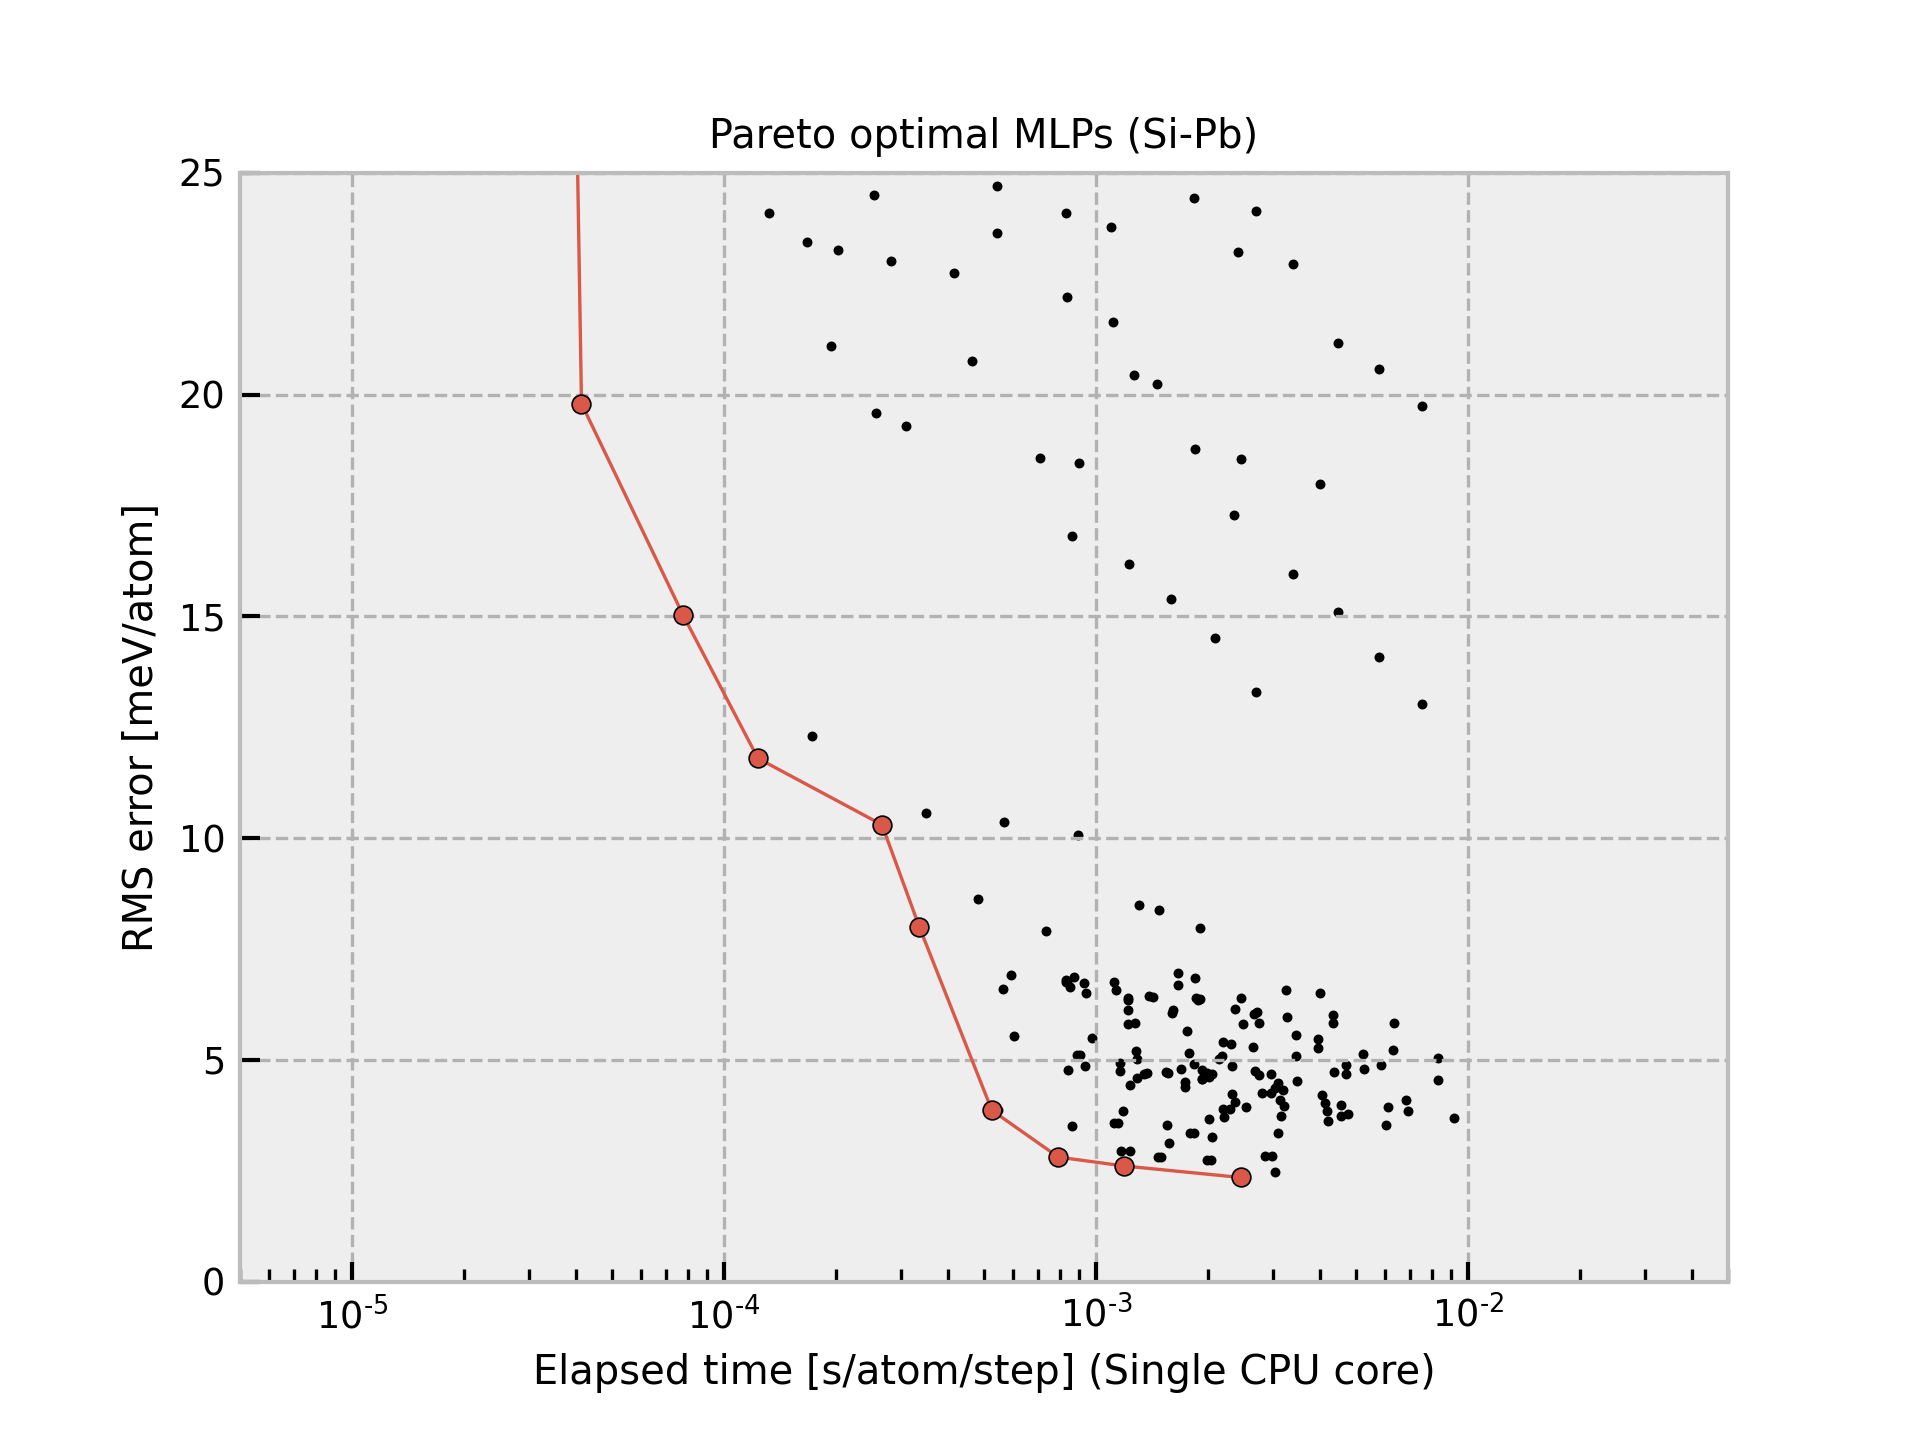 Pareto optimal MLPs (Si-Pb)
25
20
15
10
5
0
RMS error [meV/atom]
10-5 10-4 10-3 10-2
Elapsed time [s/atom/step] (Single CPU core)